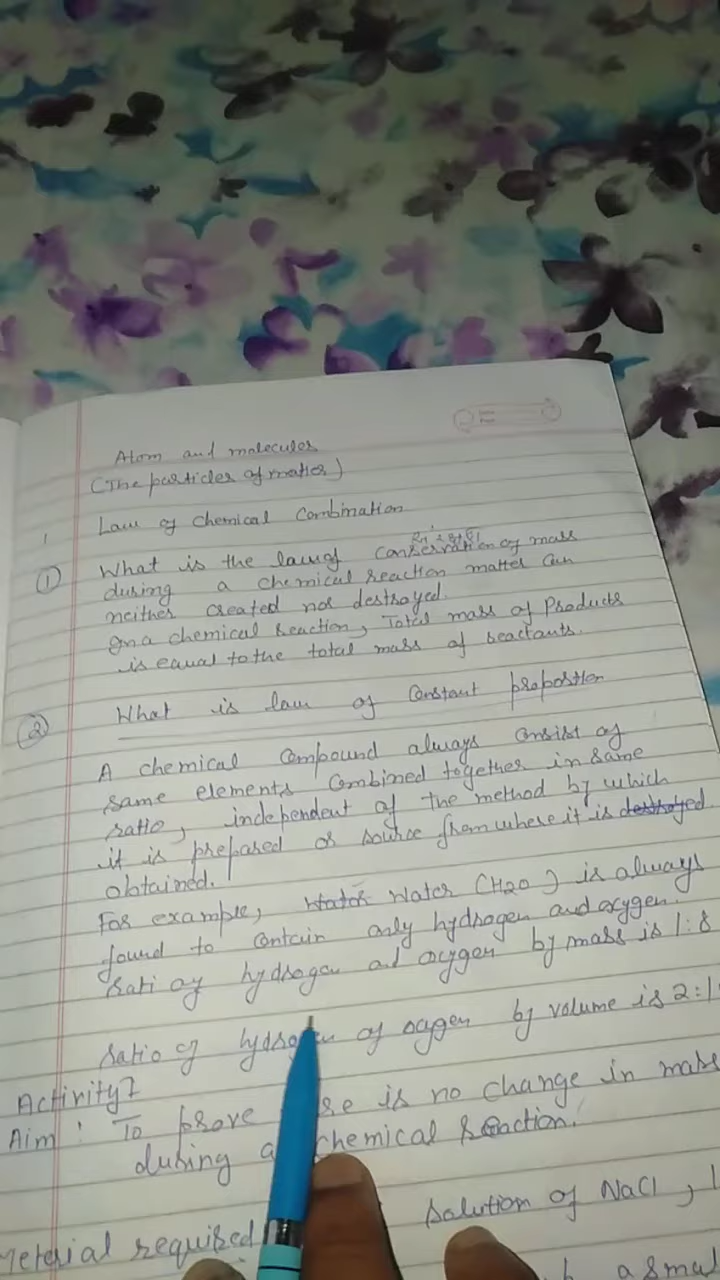 Atom and molecules
(The particles of matter)
Law of Chemical Combination
① What is the law of Conservation of mass
during a chemical reaction matter can
neither created nor destroyed.
In a chemical reaction, Total mass of Products
is equal to the total mass of reactants.
② What is law of Constant proportion
A chemical Compound always consist of
same elements Combined together in same
ratio, independent of the method by which
it is prepared or source from where it is destroyed
obtained.
For example, Water (H2O) is always
found to Contain only hydrogen and oxygen.
rati of hydrogen and oxygen by mass is 1:8
ratio of hydrogen of oxygen by volume is 2:1
Activity
Aim : To prove is no change in mass
during a chemical reaction.
Meterial required solution of NaCl,